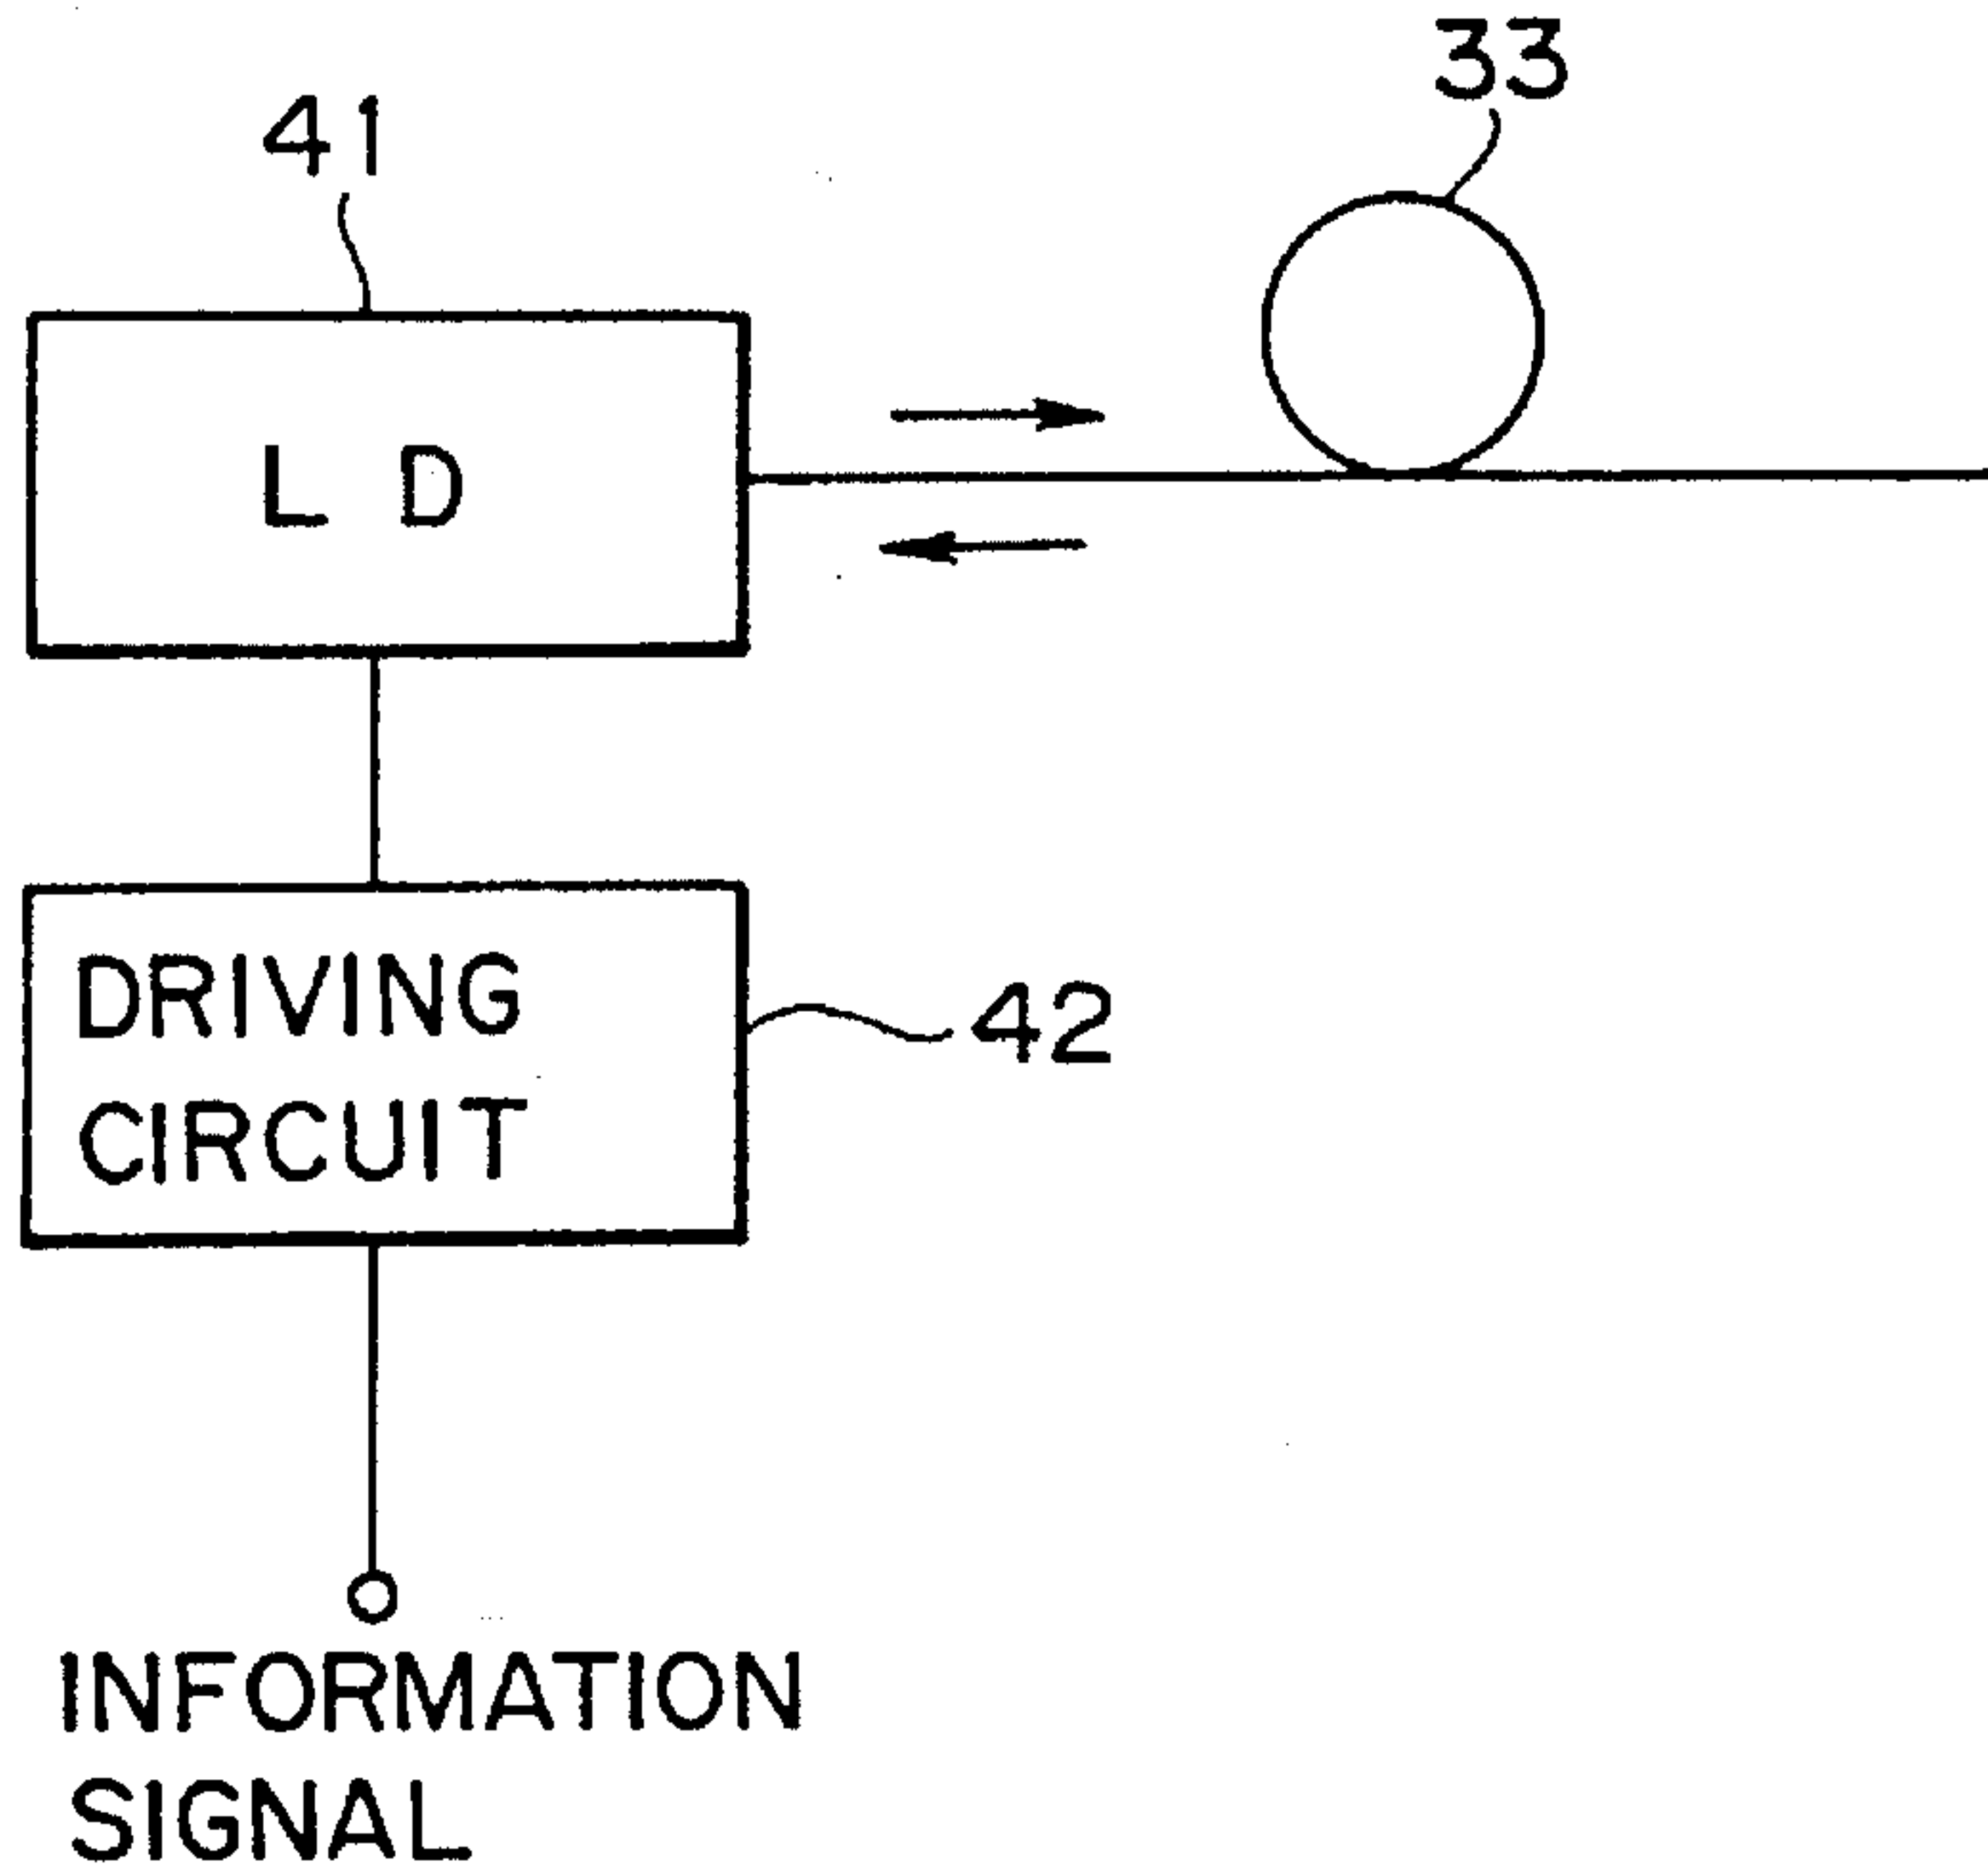 33
41
L D
DRIVING
CIRCUIT
42
INFORMATION
SIGNAL